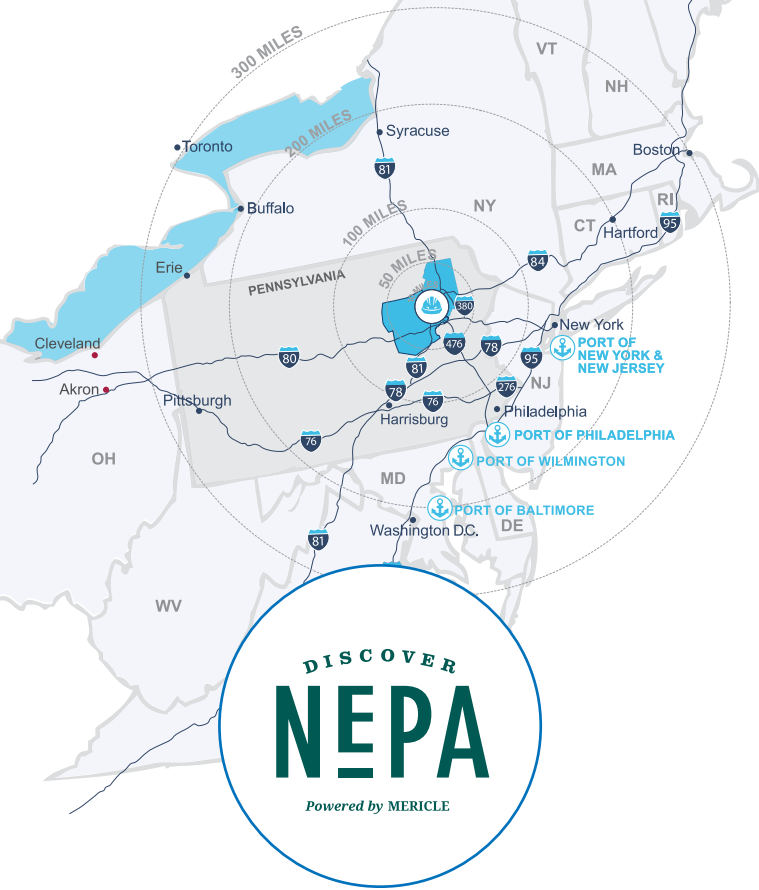 300 MILES
VT
NH
200 MILES
Syracuse
Toronto
Boston
81
MA
NY
RI
Buffalo
100 MILES
CT
95
Hartford
50 MILES
84
Erie
PENNSYLVANIA
380
New York
Cleveland
476
78
80
95
PORT OF
NEW YORK &
NEW JERSEY
81
Akron
78
276
NJ
Pittsburgh
76
Philadelphia
Harrisburg
76
PORT OF PHILADELPHIA
OH
PORT OF WILMINGTON
MD
PORT OF BALTIMORE
Washington D.C.
DE
81
WV
DISCOVER
NEPA
Powered by MERICLE